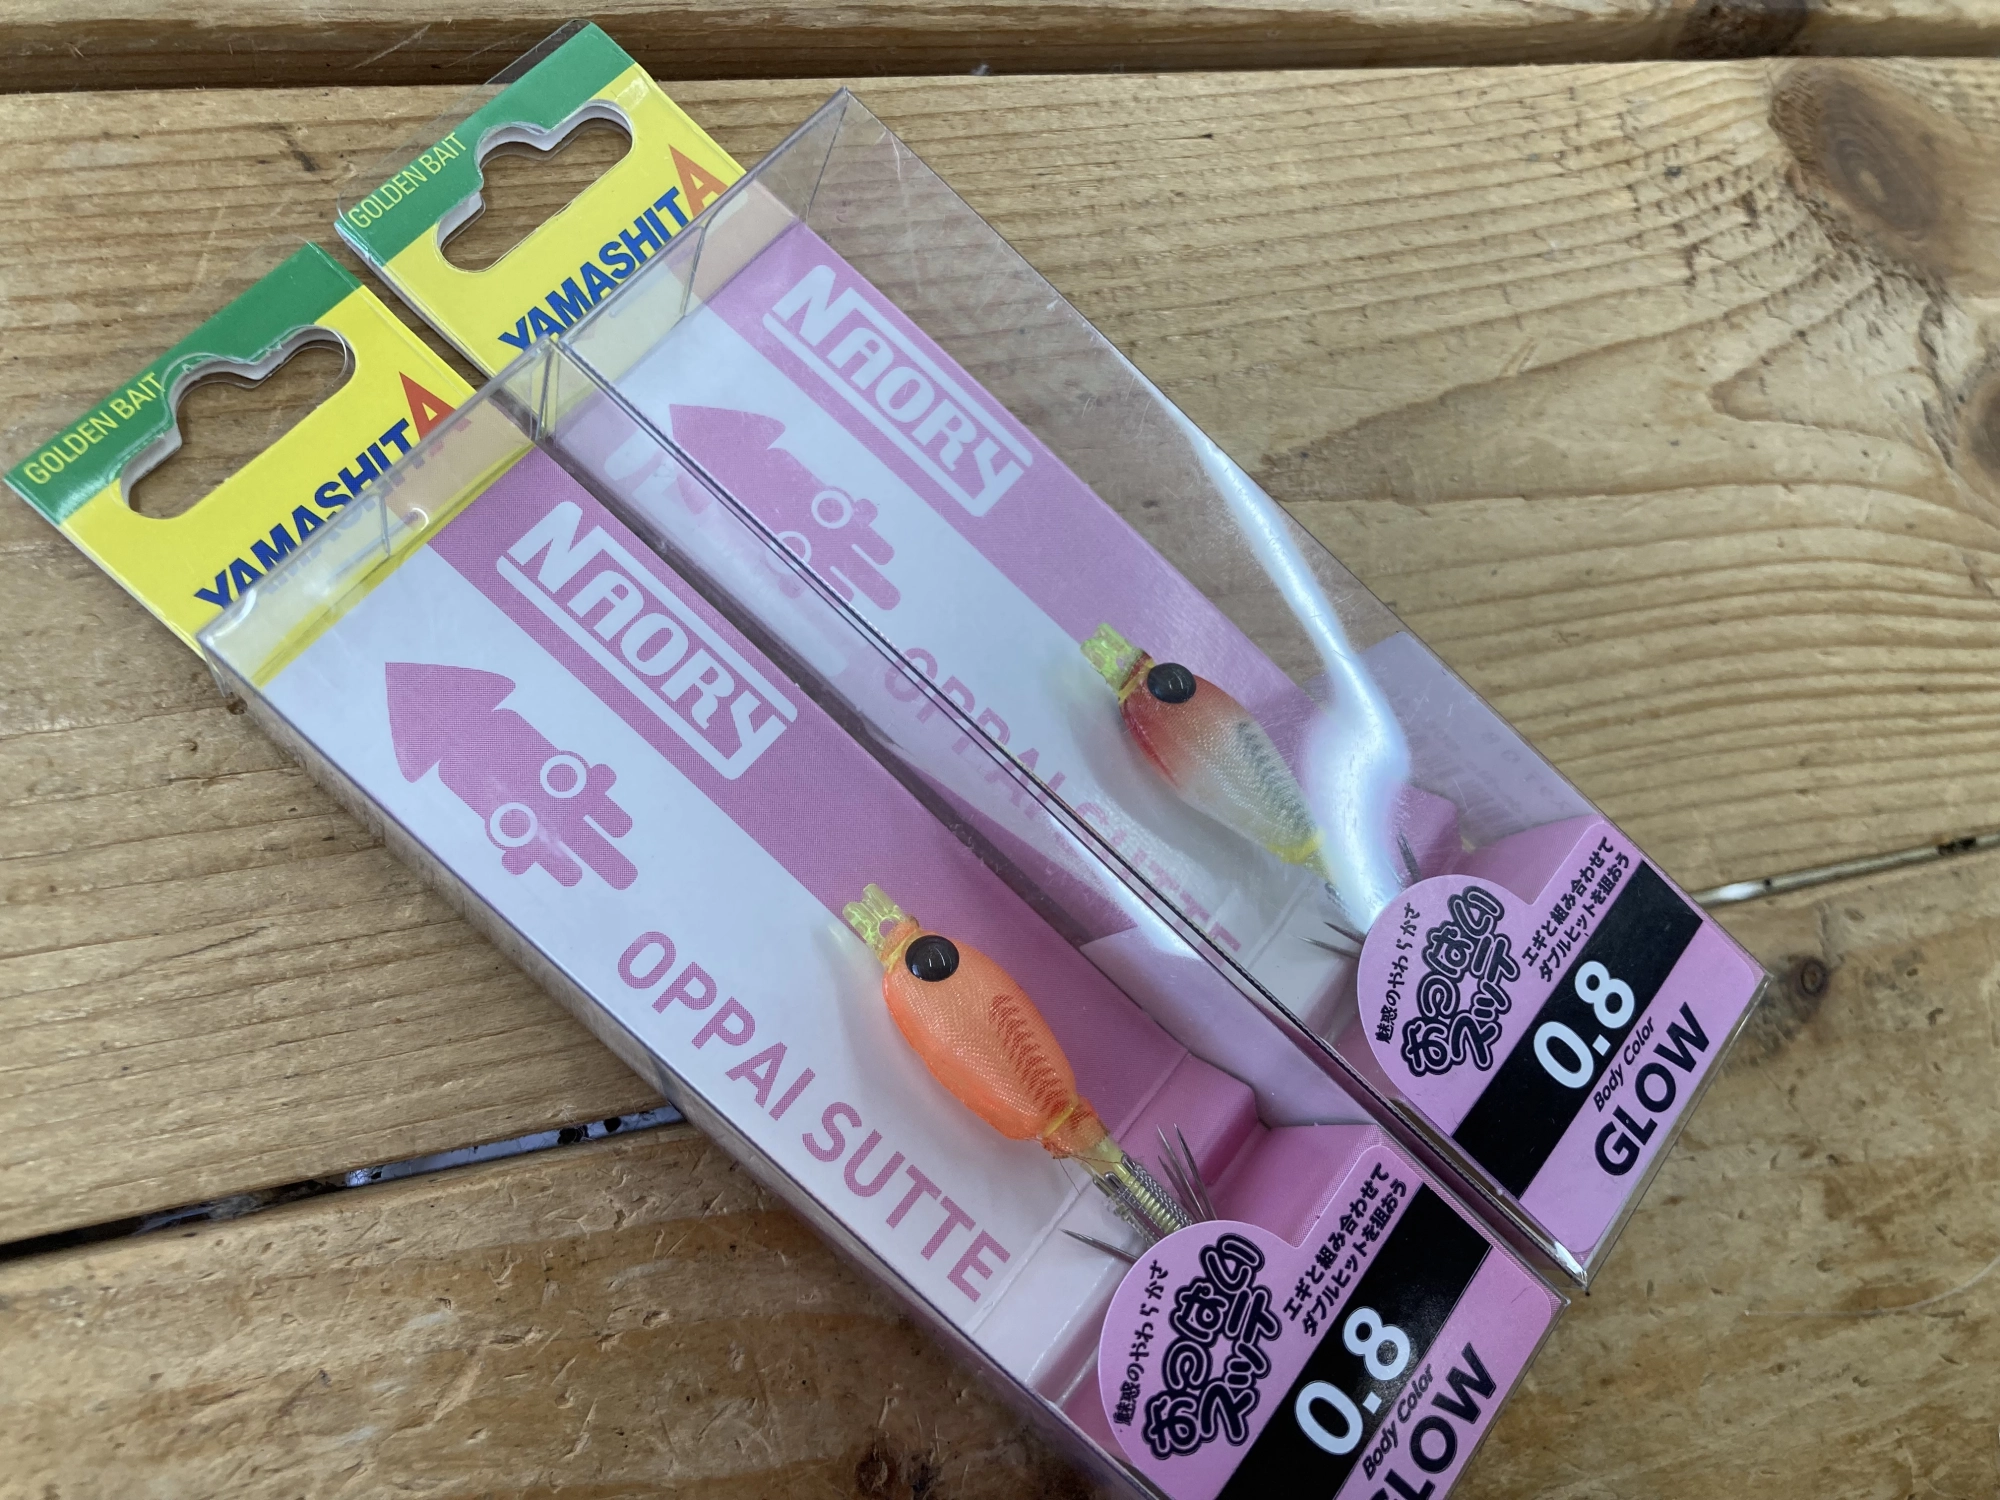 GOLDEN BAIT
YAMASHITA
NAORY
OPPAI SUTTE
魅惑のやわらかさ
おっぱい
スッテ
エギと組み合わせて
ダブルヒットを狙おう
0.8
Body Color
GLOW
GOLDEN BAIT
YAMASHITA
NAORY
OPPAI SUTTE
魅惑のやわらかさ
おっぱい
スッテ
エギと組み合わせて
ダブルヒットを狙おう
0.8
Body Color
GLOW